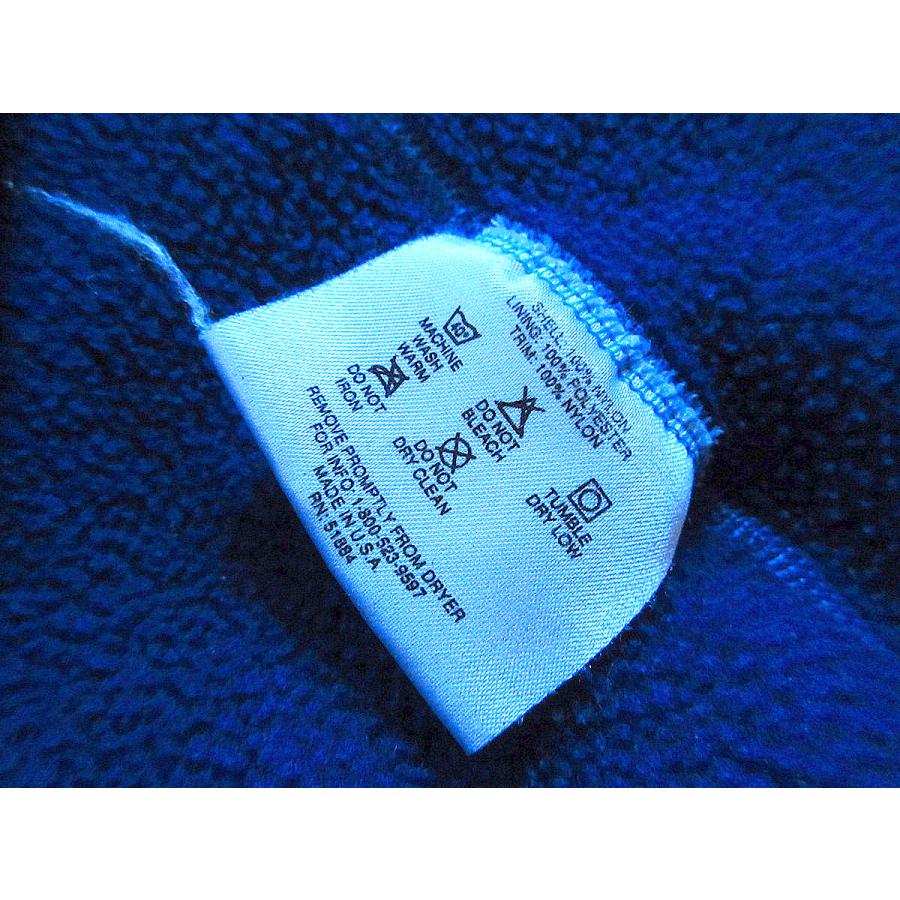 SHELL: 100% NYLON
LINING: 100% POLYESTER
TRIM: 100% NYLON
40°
MACHINE
WASH
WARM
DO NOT
BLEACH
TUMBLE
DRY LOW
DO NOT
IRON
DO NOT
DRY CLEAN
REMOVE PROMPTLY FROM DRYER
FOR INFO: 1-800-523-9597
MADE IN U S A
RN: 51884